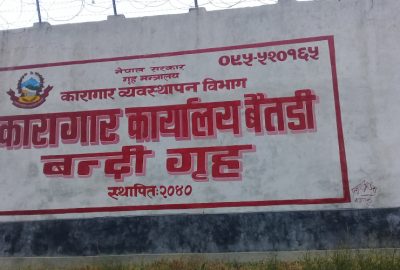 ०९५-५२०१६५
नेपाल सरकार
गृह मन्त्रालय
कारागार व्यवस्थापन विभाग
कारागार कार्यालय बैतडी
बन्दी गृह
स्थापित:२०४०